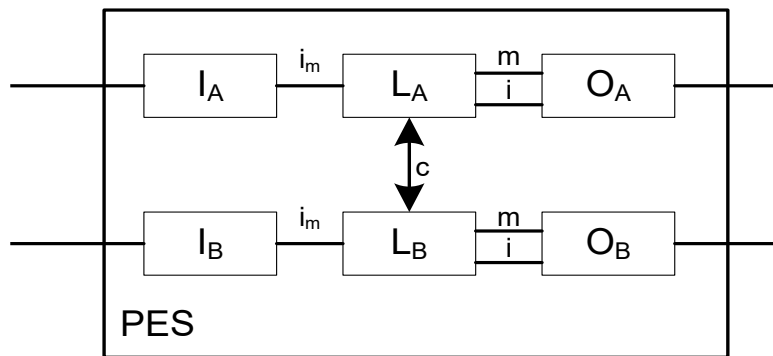 i_m m
I_A L_A i O_A
c
i_m m
I_B L_B i O_B
PES